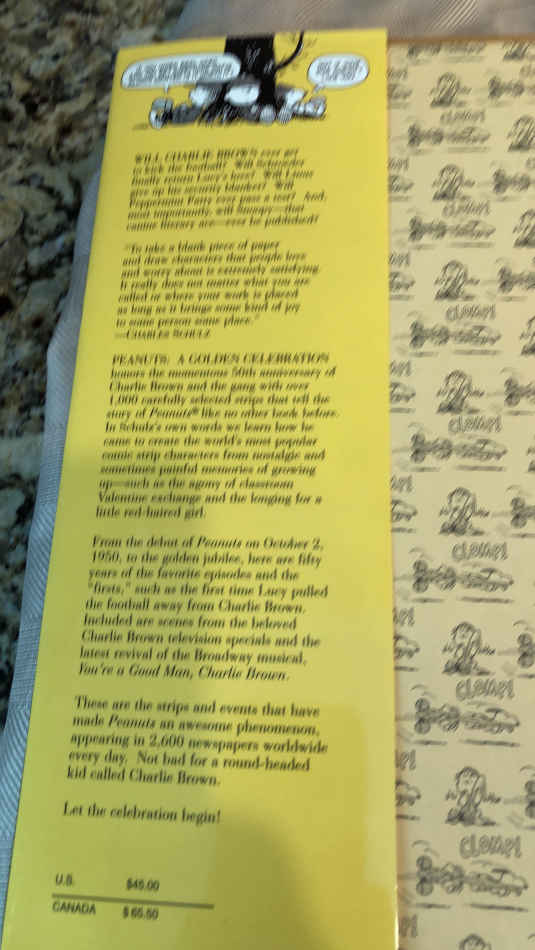 WILL CHARLIE BROWN ever get
to kick the football? Will Schroeder
finally return Lucy's love? Will Linus
give up his security blanket? Will
Peppermint Patty ever pass a test? And,
most importantly, will Snoopy—that
canine literary ace—ever be published?
"To take a blank piece of paper
and draw characters that people love
and worry about is extremely satisfying.
It really does not matter what you are
called or where your work is placed
as long as it brings some kind of joy
to some person some place."
—CHARLES SCHULZ
PEANUTS: A GOLDEN CELEBRATION
honors the momentous 50th anniversary of
Charlie Brown and the gang with over
1,000 carefully selected strips that tell the
story of Peanuts® like no other book before.
In Schulz's own words we learn how he
came to create the world's most popular
comic strip characters from nostalgic and
sometimes painful memories of growing
up—such as the agony of classroom
Valentine exchange and the longing for a
little red-haired girl.
From the debut of Peanuts on October 2,
1950, to the golden jubilee, here are fifty
years of the favorite episodes and the
"firsts," such as the first time Lucy pulled
the football away from Charlie Brown.
Included are scenes from the beloved
Charlie Brown television specials and the
latest revival of the Broadway musical,
You're a Good Man, Charlie Brown.
These are the strips and events that have
made Peanuts an awesome phenomenon,
appearing in 2,600 newspapers worldwide
every day. Not bad for a round-headed
kid called Charlie Brown.
Let the celebration begin!
U.S. $45.00
CANADA $65.50
CLOMP!
CLOMP!
CLOMP!
CLOMP!
CLOMP!
CLOMP!
CLOMP!
CLOMP!